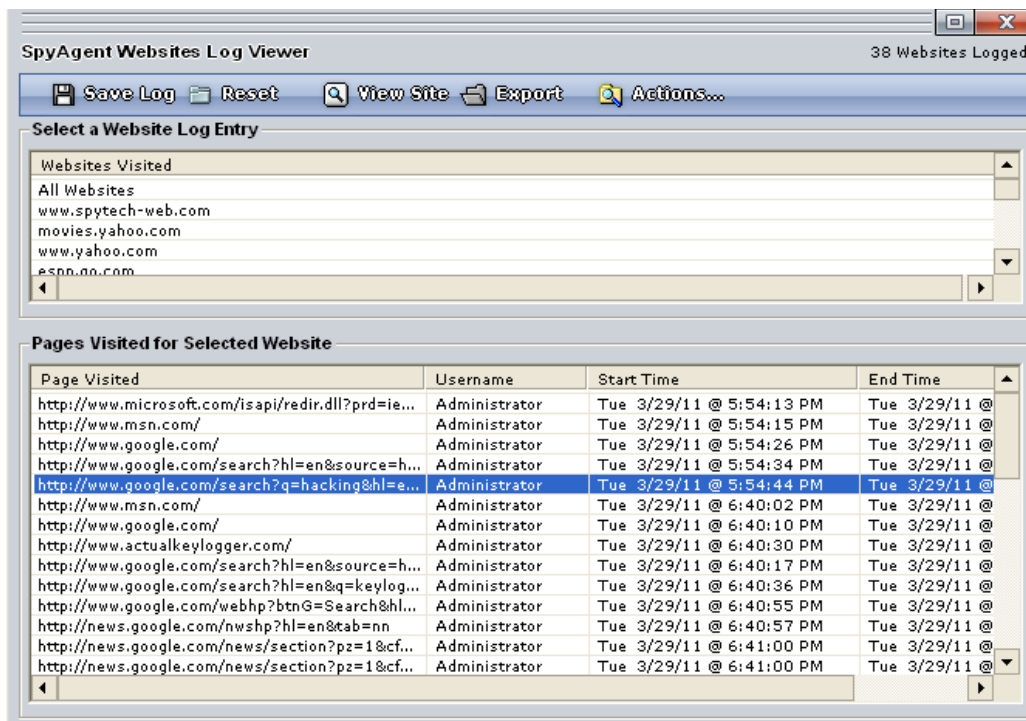 SpyAgent Websites Log Viewer 38 Websites Logged
Save Log Reset View Site Export Actions...
Select a Website Log Entry
Websites Visited
All Websites
www.spytech-web.com
movies.yahoo.com
www.yahoo.com
espn.go.com
Pages Visited for Selected Website
Page Visited Username Start Time End Time
http://www.microsoft.com/isapi/redir.dll?prd=ie... Administrator Tue 3/29/11 @ 5:54:13 PM Tue 3/29/11 @
http://www.msn.com/ Administrator Tue 3/29/11 @ 5:54:15 PM Tue 3/29/11 @
http://www.google.com/ Administrator Tue 3/29/11 @ 5:54:26 PM Tue 3/29/11 @
http://www.google.com/search?hl=en&source=h... Administrator Tue 3/29/11 @ 5:54:34 PM Tue 3/29/11 @
http://www.google.com/search?q=hacking&hl=e... Administrator Tue 3/29/11 @ 5:54:44 PM Tue 3/29/11 @
http://www.msn.com/ Administrator Tue 3/29/11 @ 6:40:02 PM Tue 3/29/11 @
http://www.google.com/ Administrator Tue 3/29/11 @ 6:40:10 PM Tue 3/29/11 @
http://www.actualkeylogger.com/ Administrator Tue 3/29/11 @ 6:40:30 PM Tue 3/29/11 @
http://www.google.com/search?hl=en&source=h... Administrator Tue 3/29/11 @ 6:40:17 PM Tue 3/29/11 @
http://www.google.com/search?hl=en&q=keylog... Administrator Tue 3/29/11 @ 6:40:36 PM Tue 3/29/11 @
http://www.google.com/webhp?btnG=Search&hl... Administrator Tue 3/29/11 @ 6:40:55 PM Tue 3/29/11 @
http://news.google.com/nwshp?hl=en&tab=nn Administrator Tue 3/29/11 @ 6:40:57 PM Tue 3/29/11 @
http://news.google.com/news/section?pz=1&cf... Administrator Tue 3/29/11 @ 6:41:00 PM Tue 3/29/11 @
http://news.google.com/news/section?pz=1&cf... Administrator Tue 3/29/11 @ 6:41:03 PM Tue 3/29/11 @